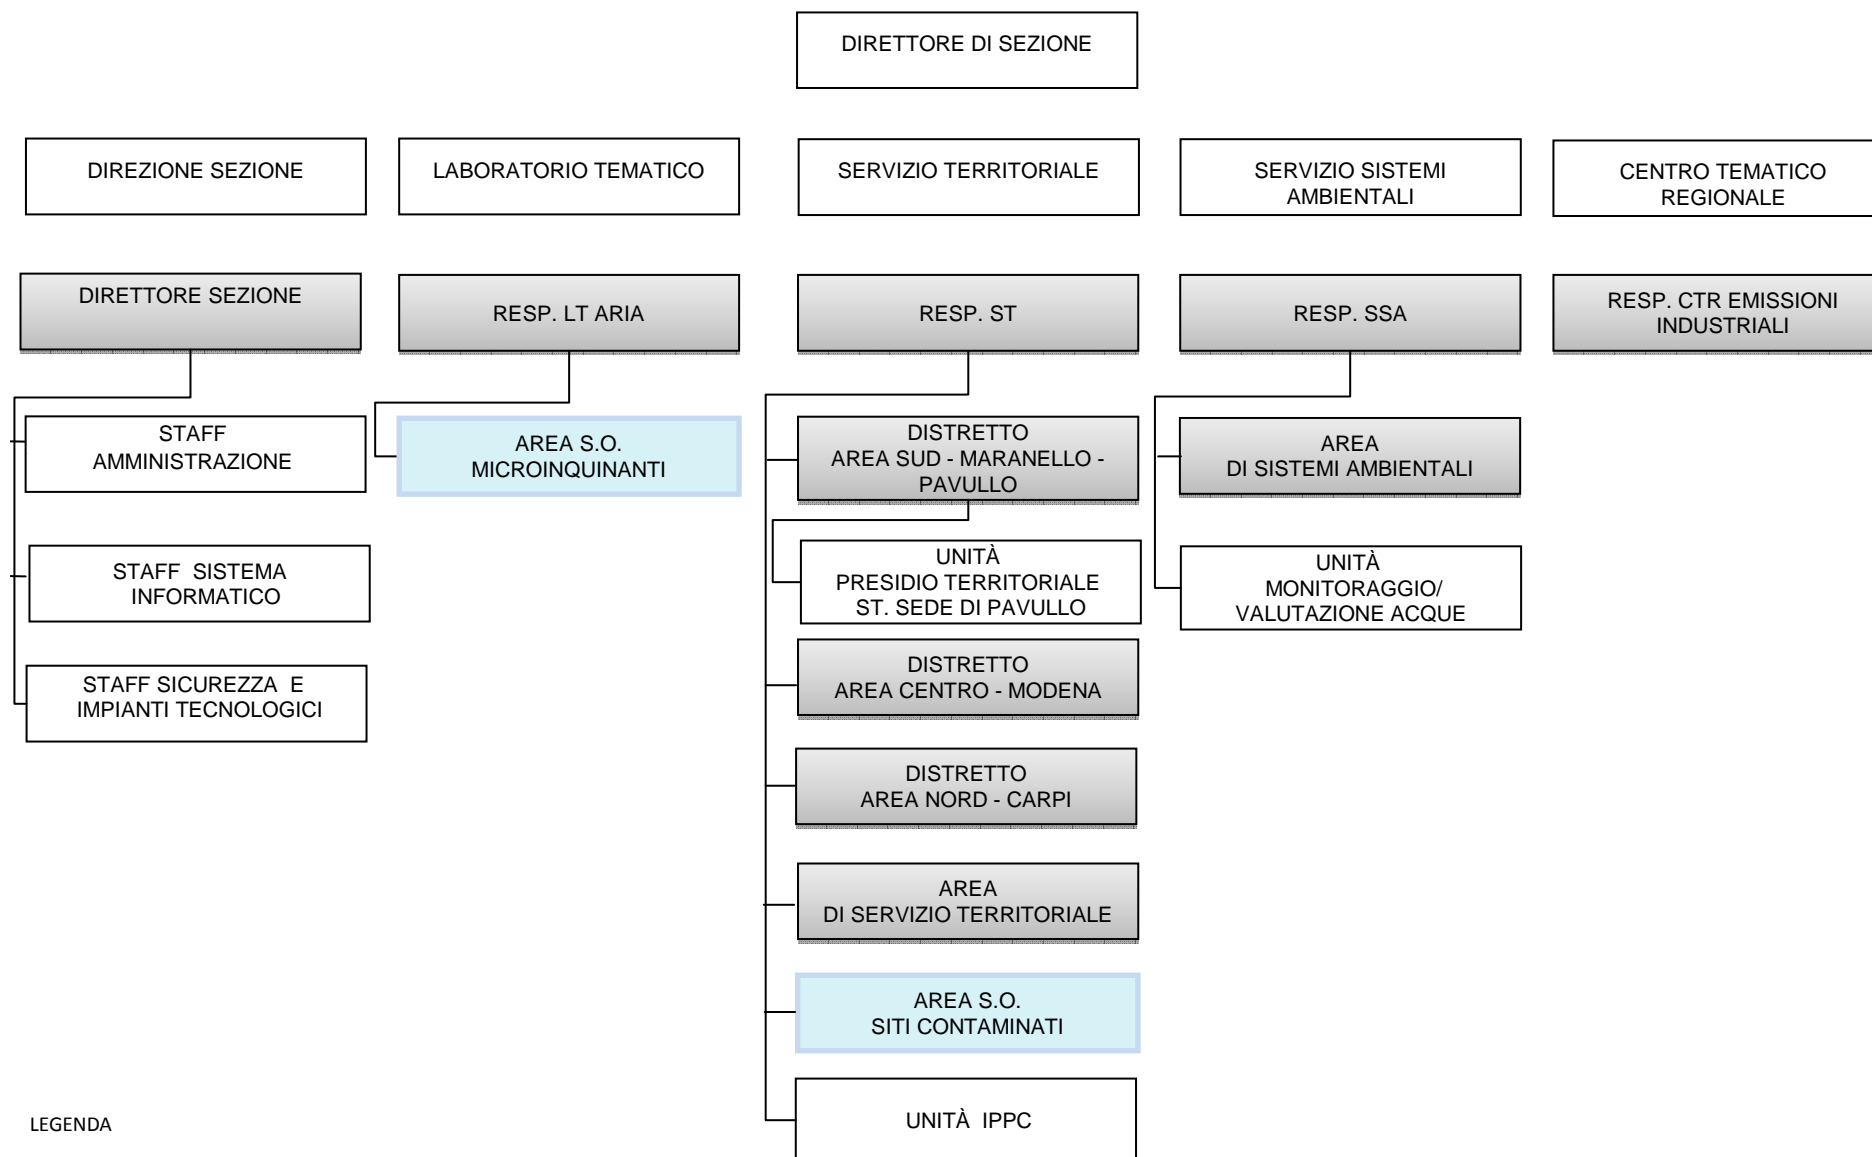 DIRETTORE DI SEZIONE
DIREZIONE SEZIONE
LABORATORIO TEMATICO
SERVIZIO TERRITORIALE
SERVIZIO SISTEMI
AMBIENTALI
CENTRO TEMATICO
REGIONALE
DIRETTORE SEZIONE
RESP. LT ARIA
RESP. ST
RESP. SSA
RESP. CTR EMISSIONI
INDUSTRIALI
STAFF
AMMINISTRAZIONE
STAFF SISTEMA
INFORMATICO
STAFF SICUREZZA E
IMPIANTI TECNOLOGICI
AREA S.O.
MICROINQUINANTI
DISTRETTO
AREA SUD - MARANELLO -
PAVULLO
UNITÀ
PRESIDIO TERRITORIALE
ST. SEDE DI PAVULLO
DISTRETTO
AREA CENTRO - MODENA
DISTRETTO
AREA NORD - CARPI
AREA
DI SERVIZIO TERRITORIALE
AREA S.O.
SITI CONTAMINATI
UNITÀ IPPC
AREA
DI SISTEMI AMBIENTALI
UNITÀ
MONITORAGGIO/
VALUTAZIONE ACQUE
LEGENDA